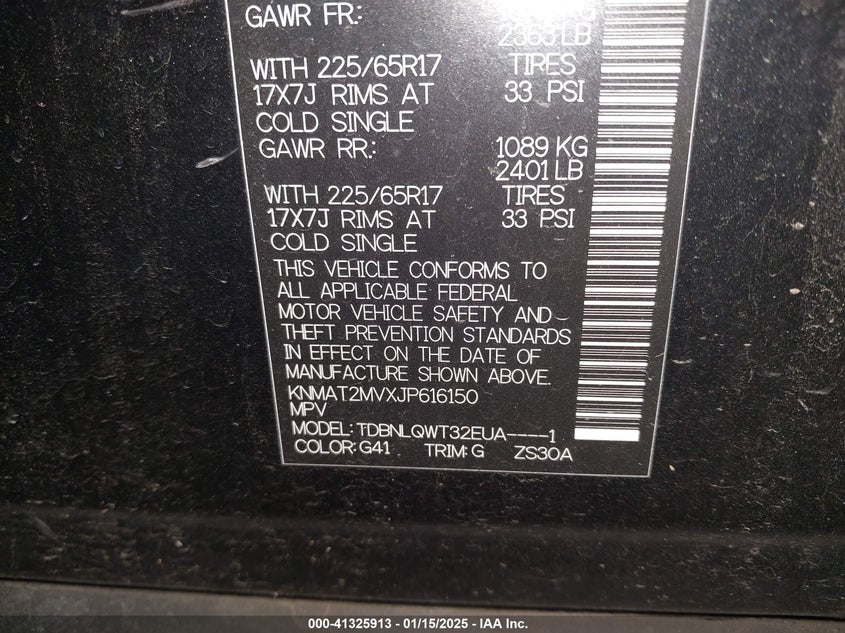 GAWR FR.:
2363 LB
WITH 225/65R17 TIRES
17X7J RIMS AT 33 PSI
COLD SINGLE
GAWR RR.: 1089 KG
2401 LB
WITH 225/65R17 TIRES
17X7J RIMS AT 33 PSI
COLD SINGLE
THIS VEHICLE CONFORMS TO
ALL APPLICABLE FEDERAL
MOTOR VEHICLE SAFETY AND
THEFT PREVENTION STANDARDS
IN EFFECT ON THE DATE OF
MANUFACTURE SHOWN ABOVE.
KNMAT2MVXJP616150
MPV
MODEL: TDBNLQWT32EUA----1
COLOR: G41 TRIM: G ZS30A
000-41325913 - 01/15/2025 - IAA Inc.